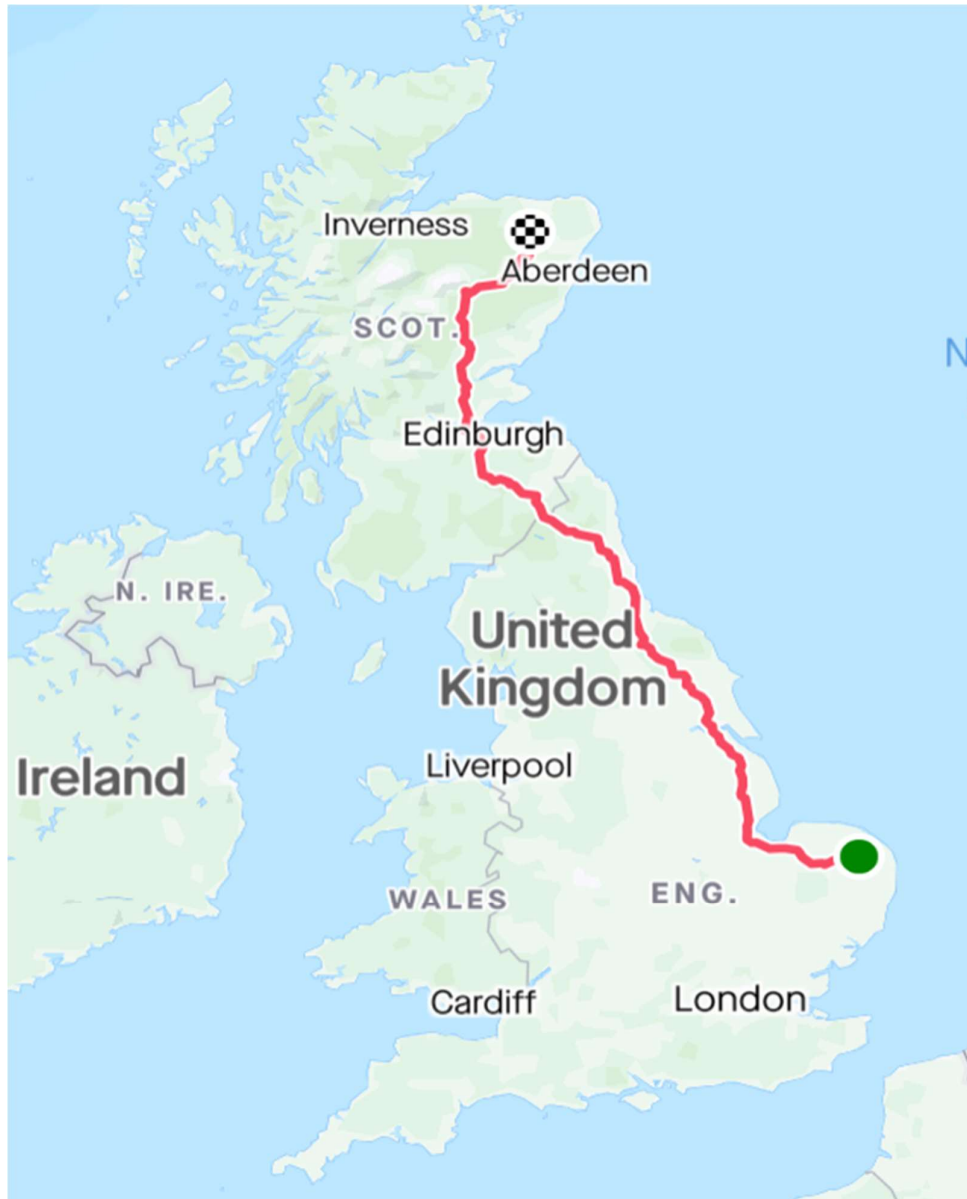 Inverness
Aberdeen
SCOT.
N
Edinburgh
N. IRE.
United
Kingdom
Liverpool
Ireland
WALES
ENG.
Cardiff
London